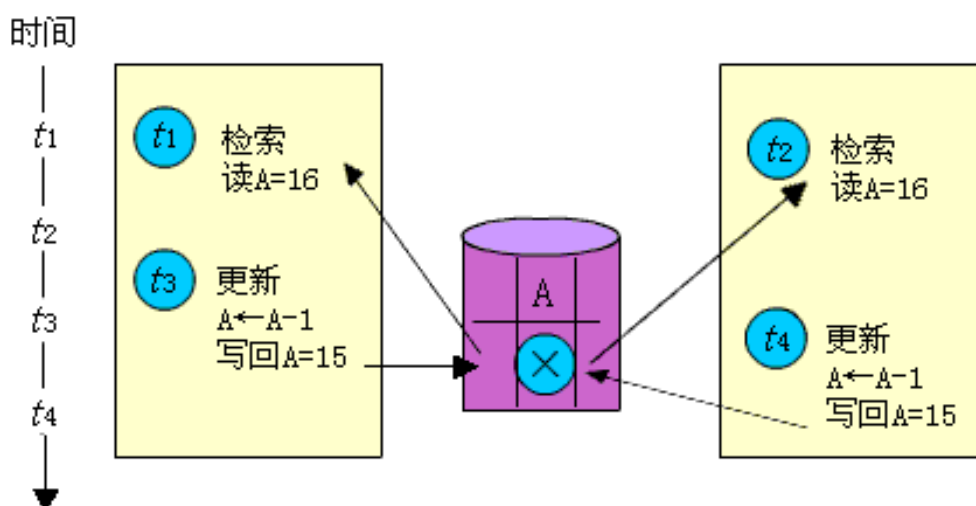 时间
t1
t2
t3
t4
t1 检索
读A=16
t3 更新
A←A-1
写回A=15
A
t2 检索
读A=16
t4 更新
A←A-1
写回A=15